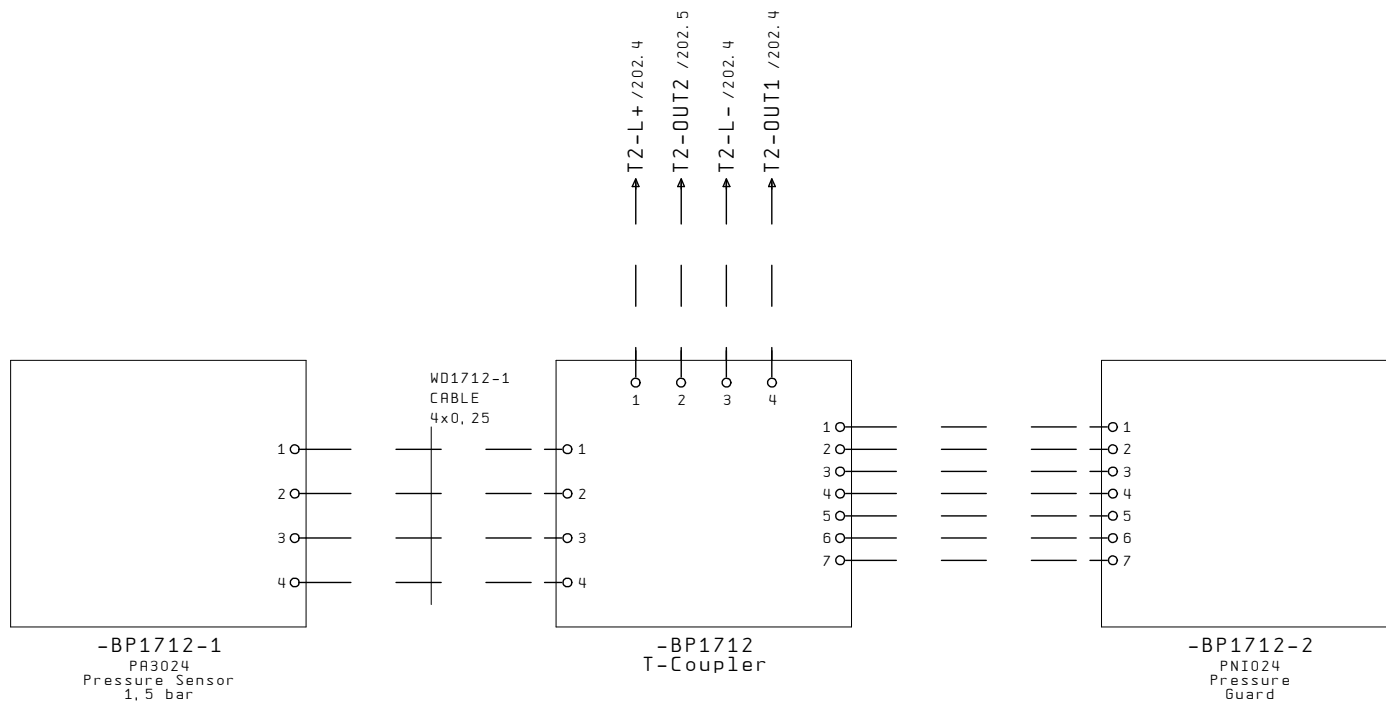 T2-L+ /202.4
T2-OUT2 /202.5
T2-L- /202.4
T2-OUT1 /202.4
WD1712-1
CABLE
4x0,25
1 2 3 4
1
2
3
4
1
2
3
4
1
2
3
4
5
6
7
1
2
3
4
5
6
7
-BP1712-1
PA3024
Pressure Sensor
1,5 bar
-BP1712
T-Coupler
-BP1712-2
PNI024
Pressure
Guard